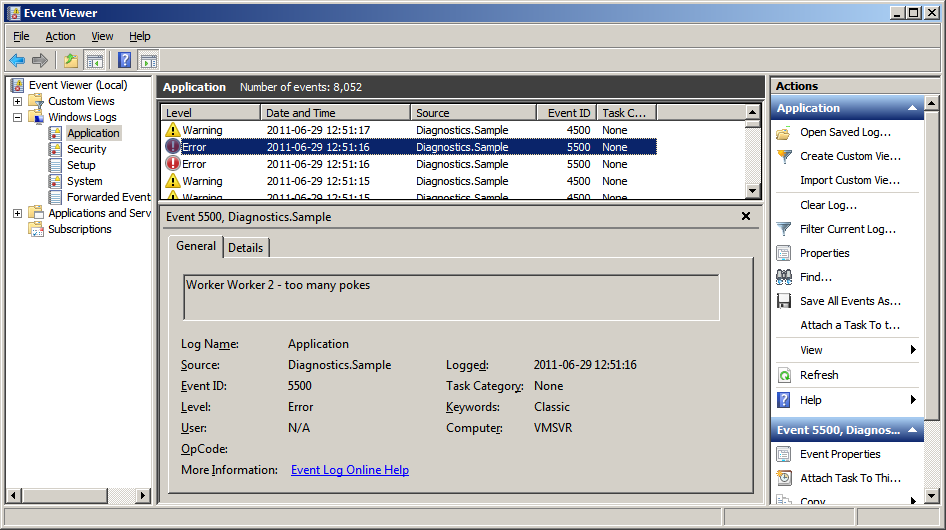 Event Viewer
File Action View Help
Event Viewer (Local)
Custom Views
Windows Logs
Application
Security
Setup
System
Forwarded Event
Applications and Serv
Subscriptions
Application Number of events: 8,052
Level Date and Time Source Event ID Task C...
Warning 2011-06-29 12:51:17 Diagnostics.Sample 4500 None
Error 2011-06-29 12:51:16 Diagnostics.Sample 5500 None
Error 2011-06-29 12:51:16 Diagnostics.Sample 5500 None
Warning 2011-06-29 12:51:15 Diagnostics.Sample 4500 None
Warning 2011-06-29 12:51:15 Diagnostics.Sample 4500 None
Event 5500, Diagnostics.Sample
General Details
Worker Worker 2 - too many pokes
Log Name: Application
Source: Diagnostics.Sample Logged: 2011-06-29 12:51:16
Event ID: 5500 Task Category: None
Level: Error Keywords: Classic
User: N/A Computer: VMSVR
OpCode:
More Information: Event Log Online Help
Actions
Application
Open Saved Log...
Create Custom Vie...
Import Custom Vie...
Clear Log...
Filter Current Log...
Properties
Find...
Save All Events As...
Attach a Task To t...
View
Refresh
Help
Event 5500, Diagnos...
Event Properties
Attach Task To Thi...
Copy